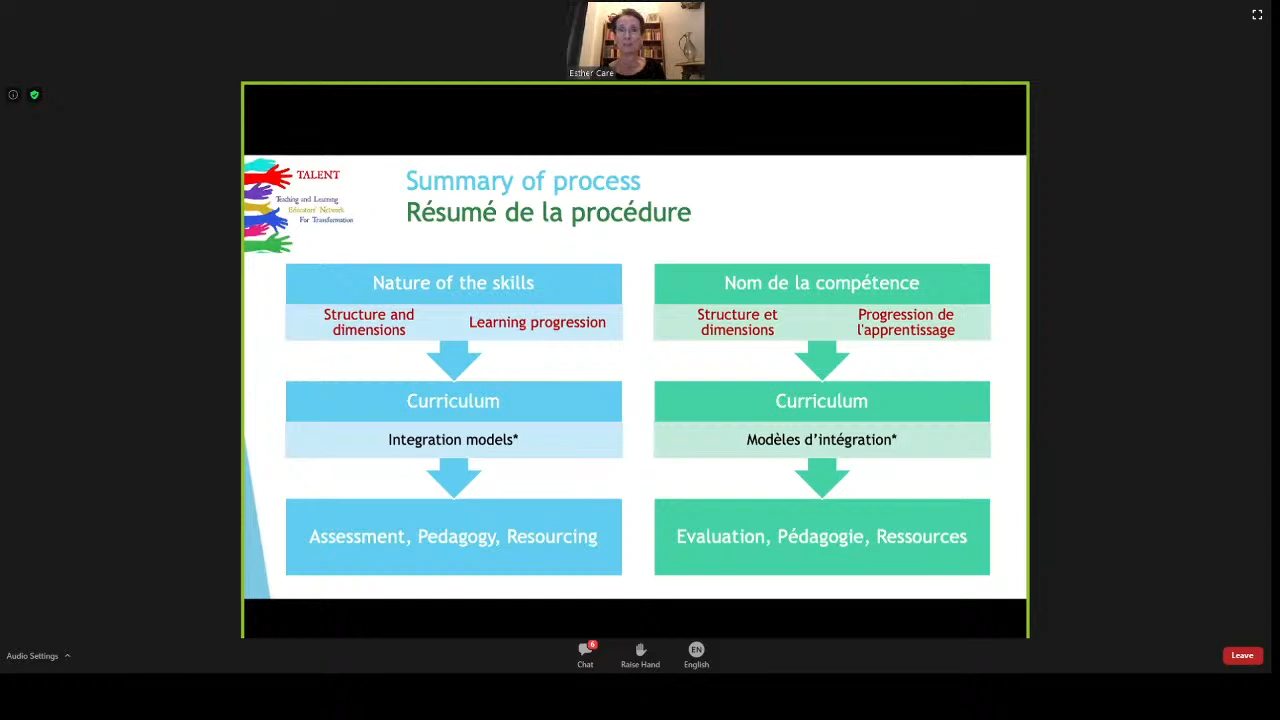 Esther Care
TALENT
Teaching and Learning
Educators' Network
For Transformation
Summary of process
Résumé de la procédure
Nature of the skills
Structure and
dimensions
Learning progression
Curriculum
Integration models*
Assessment, Pedagogy, Resourcing
Nom de la compétence
Structure et
dimensions
Progression de
l'apprentissage
Curriculum
Modèles d’intégration*
Evaluation, Pédagogie, Ressources
Audio Settings
6
Chat
Raise Hand
EN
English
Leave